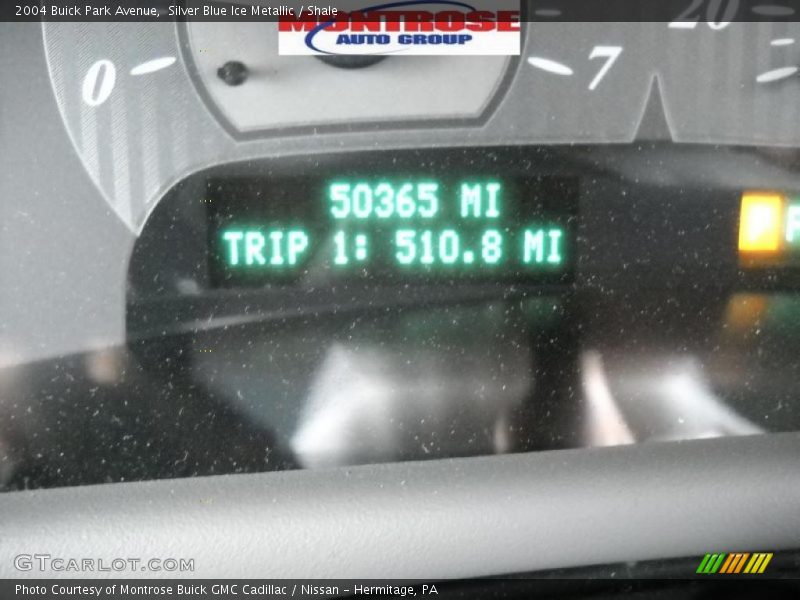 2004 Buick Park Avenue,  Silver Blue Ice Metallic / Shale
MONTROSE
AUTO GROUP
0
7
20
50365 MI
TRIP 1: 510.8 MI
P
GTCARLOT.COM
Photo Courtesy of Montrose Buick GMC Cadillac / Nissan - Hermitage, PA